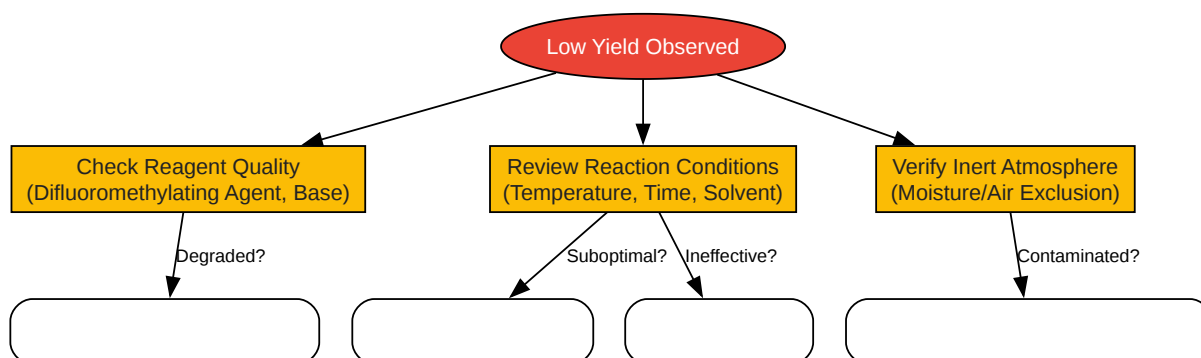 Low Yield Observed
Check Reagent Quality
(Difluoromethylating Agent, Base)
Review Reaction Conditions
(Temperature, Time, Solvent)
Verify Inert Atmosphere
(Moisture/Air Exclusion)
Degraded?
Suboptimal?
Ineffective?
Contaminated?